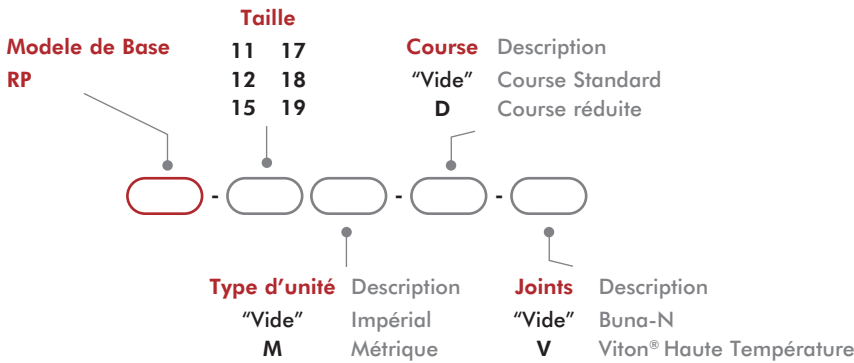 Taille
Modele de Base 11 17 Course Description
RP 12 18 “Vide” Course Standard
15 19 D Course réduite
- - -
Type d’unité Description Joints Description
“Vide” Impérial “Vide” Buna-N
M Métrique V Viton® Haute Température